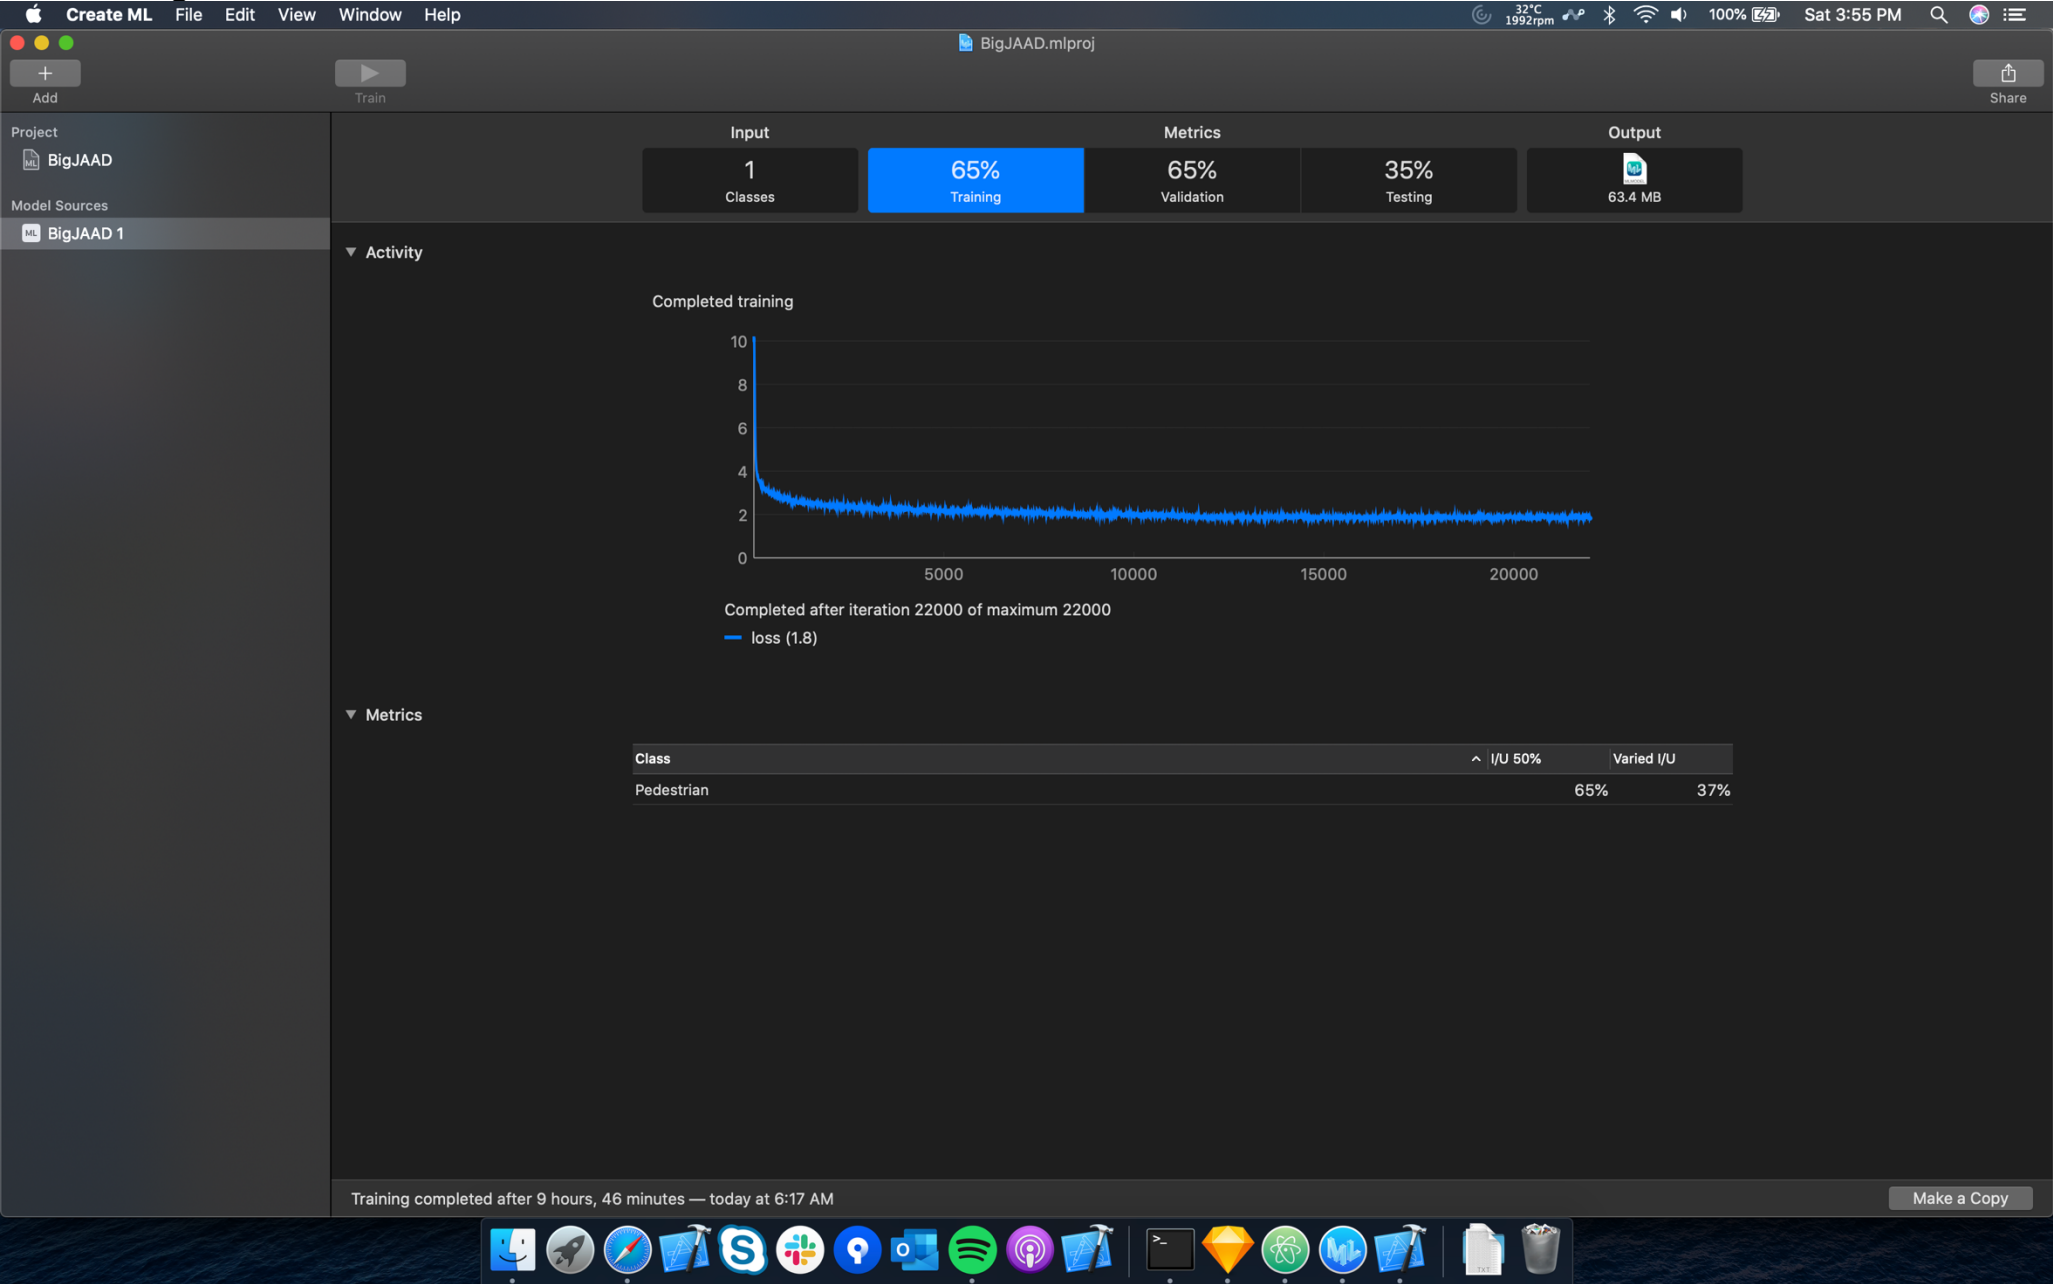 Create ML File Edit View Window Help 32°C 1992rpm 100% Sat 3:55 PM
BigJAAD.mlproj
Add Train Share
Project
ML BigJAAD
Model Sources
ML BigJAAD 1
Input Metrics Output
1 65% 65% 35%
Classes Training Validation Testing 63.4 MB
Activity
Completed training
10
8
6
4
2
0
5000 10000 15000 20000
Completed after iteration 22000 of maximum 22000
loss (1.8)
Metrics
Class I/U 50% Varied I/U
Pedestrian 65% 37%
Training completed after 9 hours, 46 minutes — today at 6:17 AM Make a Copy
TXT